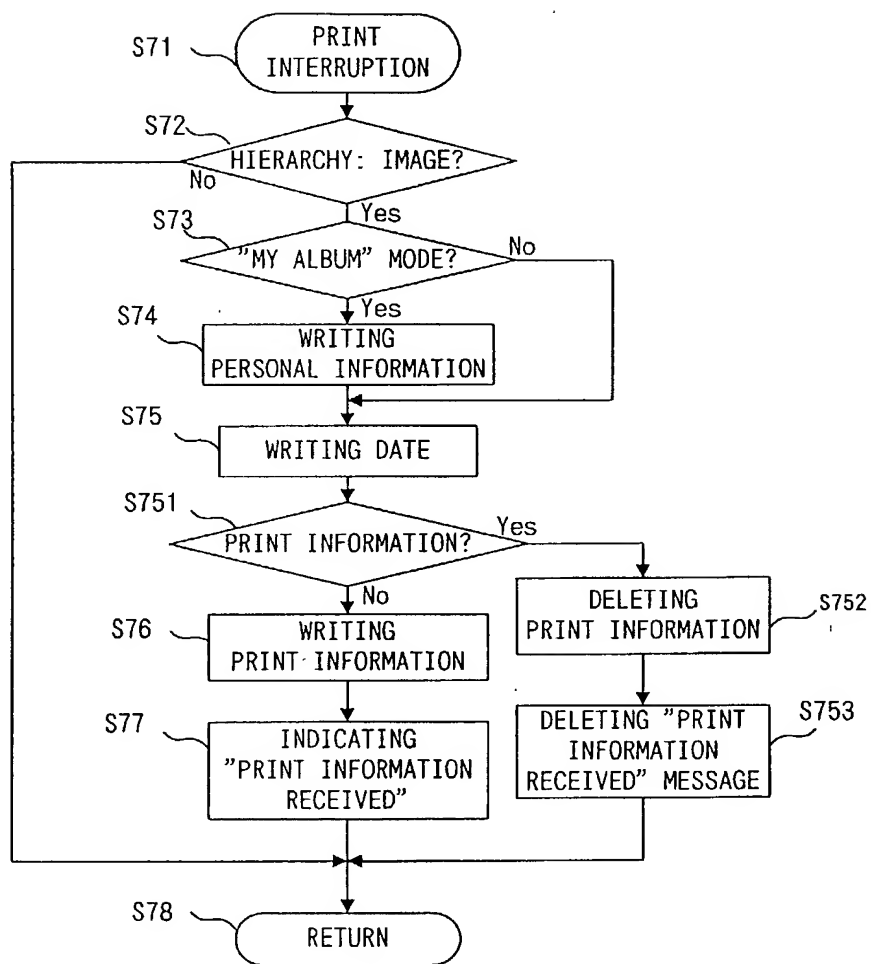 S71
PRINT
INTERRUPTION
S72
HIERARCHY: IMAGE?
No
Yes
S73
"MY ALBUM" MODE?
No
Yes
S74
WRITING
PERSONAL INFORMATION
S75
WRITING DATE
S751
PRINT INFORMATION?
Yes
No
S76
WRITING
PRINT INFORMATION
DELETING
PRINT INFORMATION
S752
S77
INDICATING
"PRINT INFORMATION
RECEIVED"
DELETING "PRINT
INFORMATION
RECEIVED" MESSAGE
S753
S78
RETURN